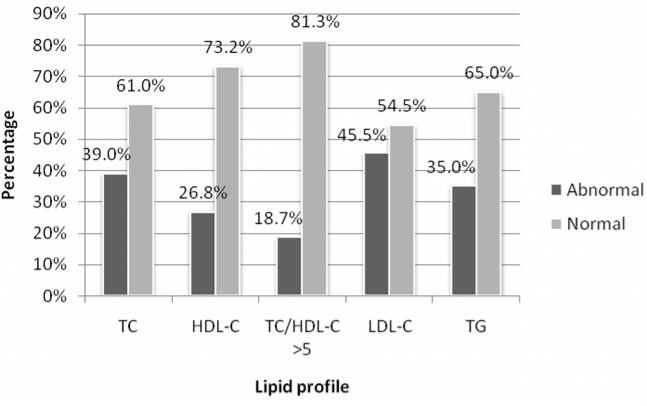 90%
80%
70%
60%
50%
40%
30%
20%
10%
0%
Percentage
39.0%
61.0%
26.8%
73.2%
18.7%
81.3%
45.5%
54.5%
35.0%
65.0%
TC
HDL-C
TC/HDL-C
>5
LDL-C
TG
Lipid profile
Abnormal
Normal